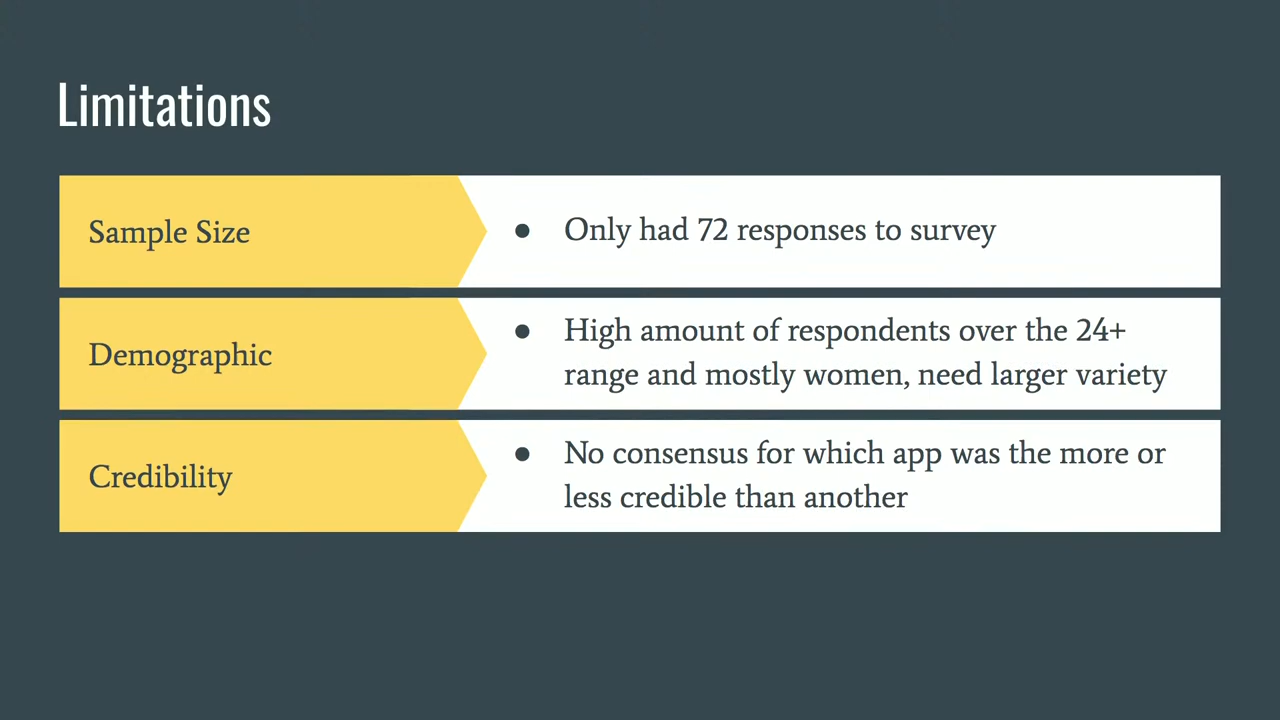 Limitations
Sample Size
● Only had 72 responses to survey
Demographic
● High amount of respondents over the 24+
range and mostly women, need larger variety
Credibility
● No consensus for which app was the more or
less credible than another